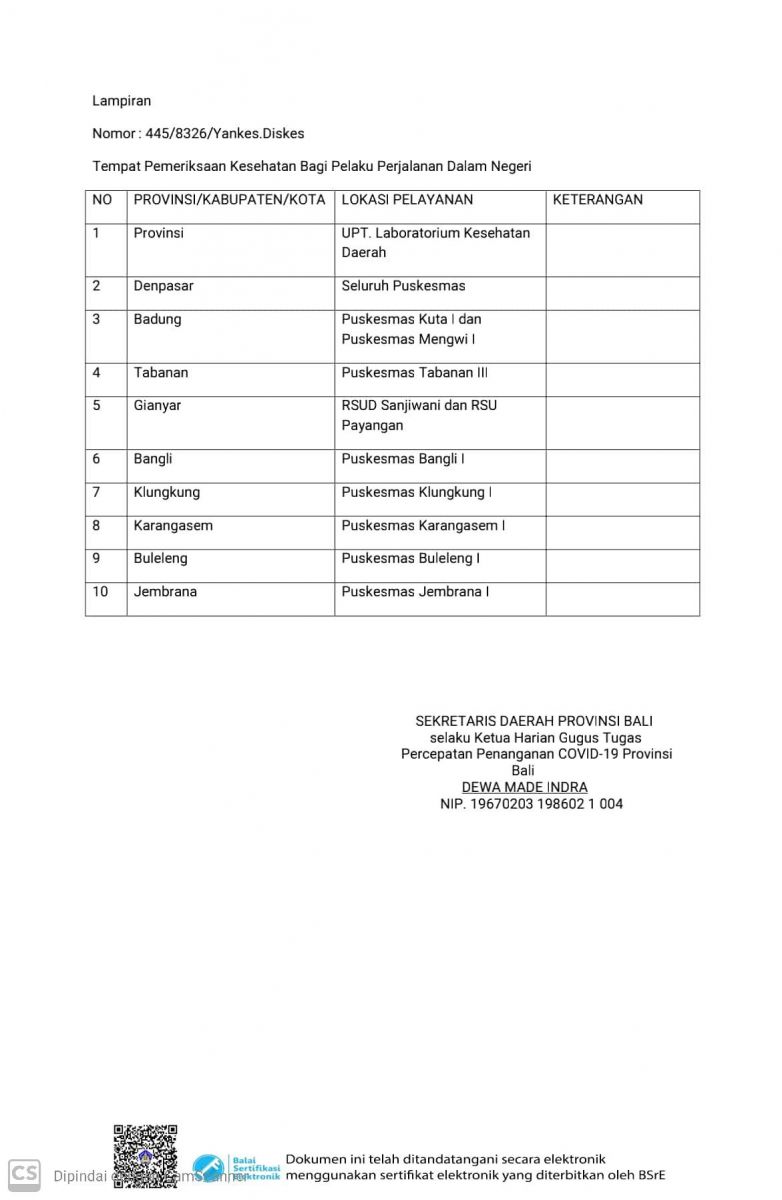 Lampiran
Nomor : 445/8326/Yankes.Diskes
Tempat Pemeriksaan Kesehatan Bagi Pelaku Perjalanan Dalam Negeri
NO PROVINSI/KABUPATEN/KOTA LOKASI PELAYANAN KETERANGAN
1 Provinsi UPT. Laboratorium Kesehatan
Daerah
2 Denpasar Seluruh Puskesmas
3 Badung Puskesmas Kuta I dan
Puskesmas Mengwi I
4 Tabanan Puskesmas Tabanan III
5 Gianyar RSUD Sanjiwani dan RSU
Payangan
6 Bangli Puskesmas Bangli I
7 Klungkung Puskesmas Klungkung I
8 Karangasem Puskesmas Karangasem I
9 Buleleng Puskesmas Buleleng I
10 Jembrana Puskesmas Jembrana I
SEKRETARIS DAERAH PROVINSI BALI
selaku Ketua Harian Gugus Tugas
Percepatan Penanganan COVID-19 Provinsi
Bali
DEWA MADE INDRA
NIP. 19670203 198602 1 004
CS Dipindai
Balai
Sertifikasi
Elektronik
Dokumen ini telah ditandatangani secara elektronik
menggunakan sertifikat elektronik yang diterbitkan oleh BSrE